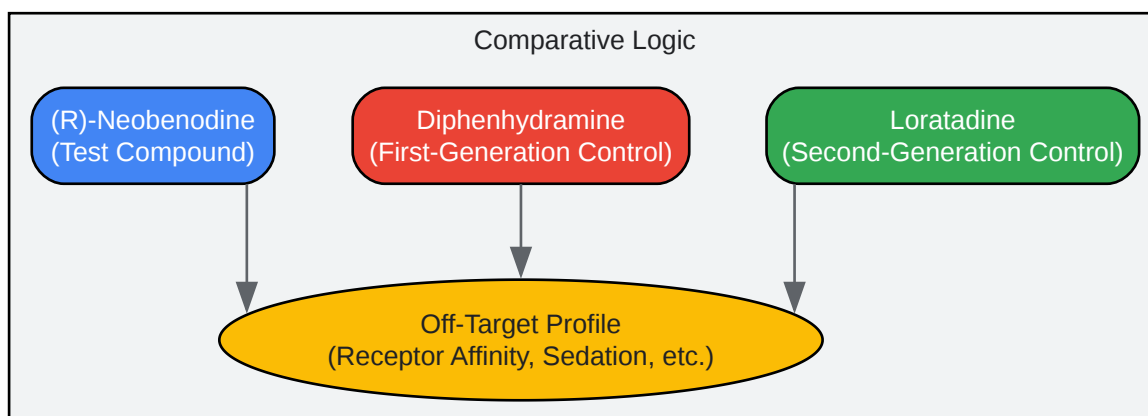 Comparative Logic
(R)-Neobenodine
(Test Compound)
Diphenhydramine
(First-Generation Control)
Loratadine
(Second-Generation Control)
Off-Target Profile
(Receptor Affinity, Sedation, etc.)